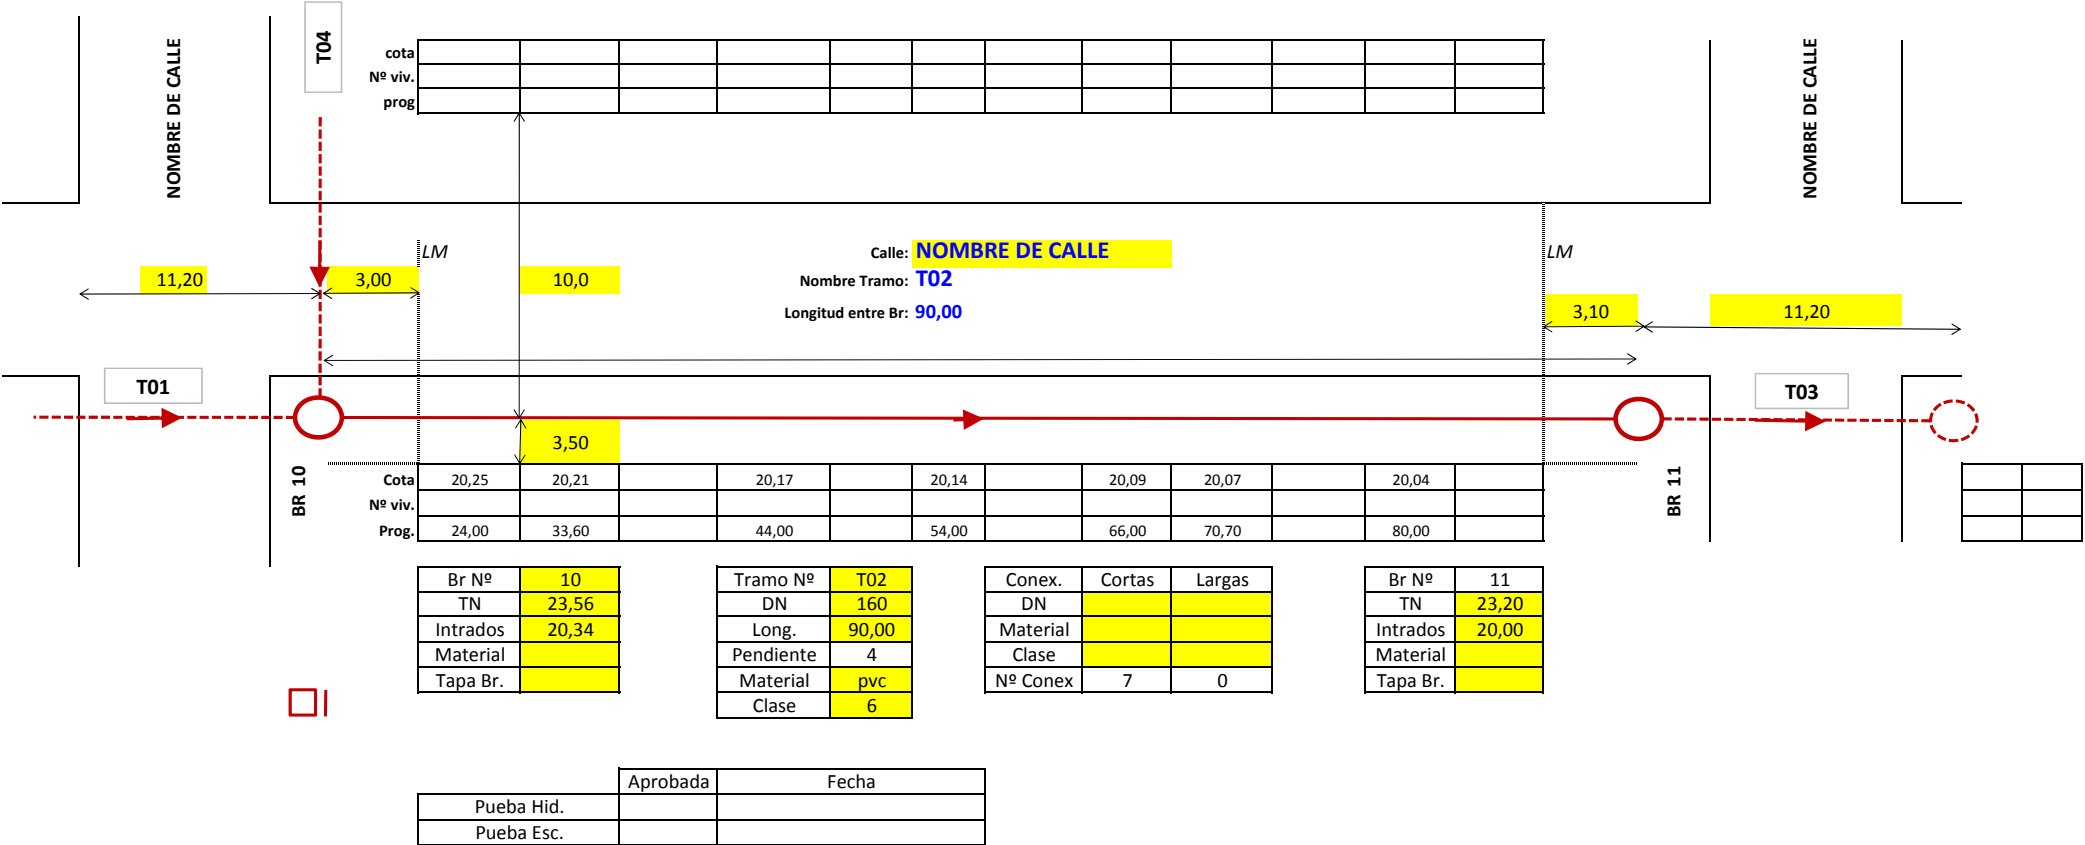 T04
NOMBRE DE CALLE
NOMBRE DE CALLE
cota
Nº viv.
prog
LM
Calle: NOMBRE DE CALLE
LM
11,20 3,00 10,0
Nombre Tramo: T02
Longitud entre Br: 90,00
3,10 11,20
T01
T03
3,50
BR 10
BR 11
Cota 20,25 20,21 20,17 20,14 20,09 20,07 20,04
Nº viv.
Prog. 24,00 33,60 44,00 54,00 66,00 70,70 80,00
Br Nº 10
TN 23,56
Intrados 20,34
Material
Tapa Br.
Tramo Nº T02
DN 160
Long. 90,00
Pendiente 4
Material pvc
Clase 6
Conex. Cortas Largas
DN
Material
Clase
Nº Conex 7 0
Br Nº 11
TN 23,20
Intrados 20,00
Material
Tapa Br.
Aprobada Fecha
Pueba Hid.
Pueba Esc.